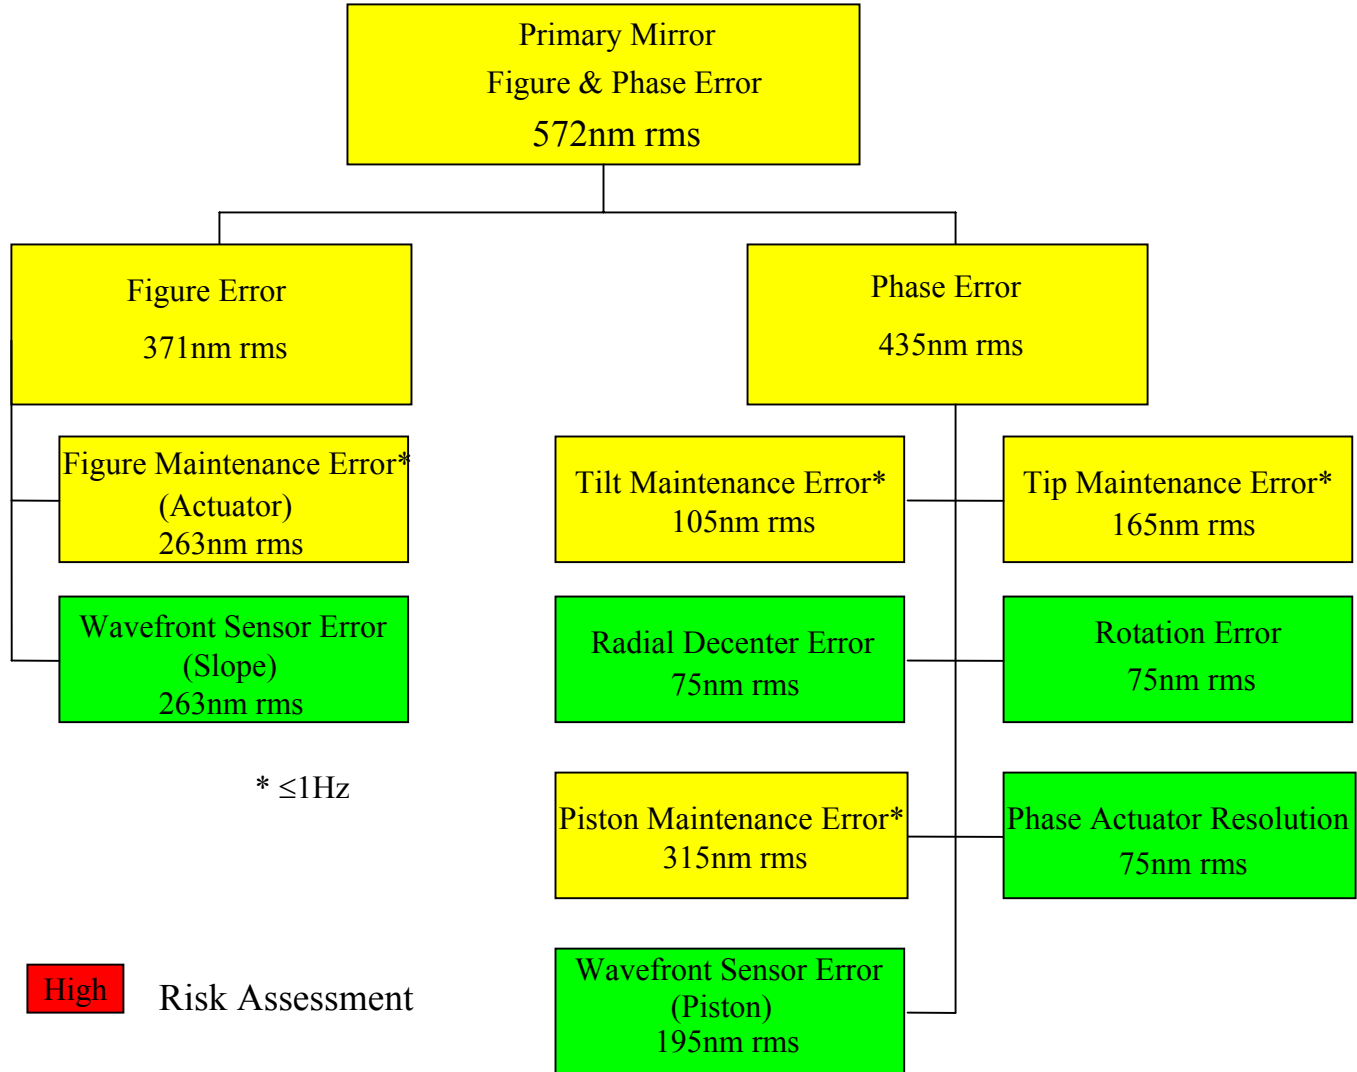 Primary Mirror
Figure & Phase Error
572nm rms
Figure Error
371nm rms
Phase Error
435nm rms
Figure Maintenance Error*
(Actuator)
263nm rms
Tilt Maintenance Error*
105nm rms
Tip Maintenance Error*
165nm rms
Wavefront Sensor Error
(Slope)
263nm rms
Radial Decenter Error
75nm rms
Rotation Error
75nm rms
* ≤1Hz
Piston Maintenance Error*
315nm rms
Phase Actuator Resolution
75nm rms
Wavefront Sensor Error
(Piston)
195nm rms
High
Risk Assessment